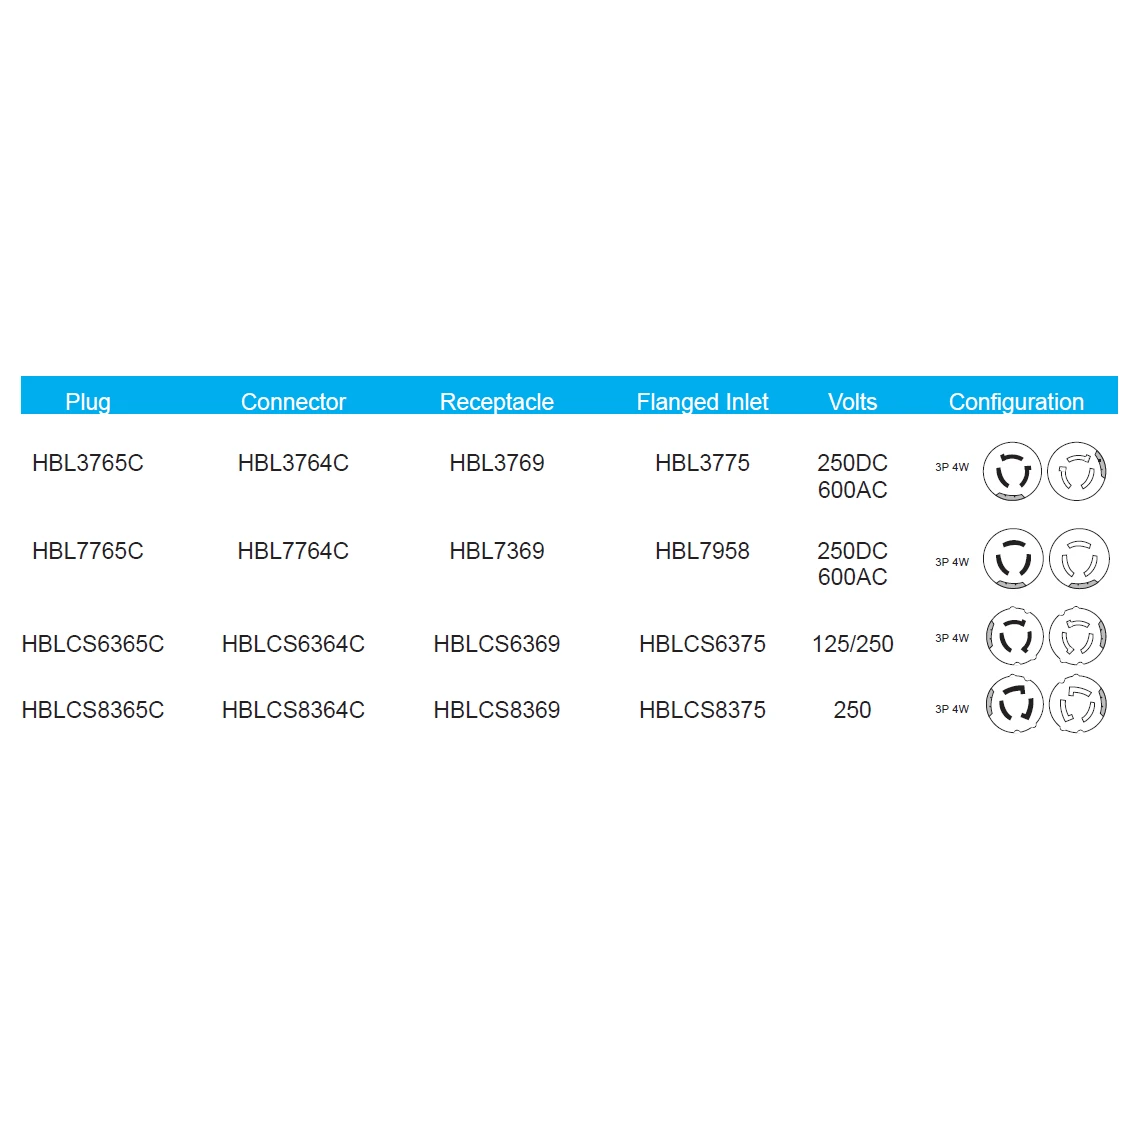 Plug Connector Receptacle Flanged Inlet Volts Configuration
HBL3765C HBL3764C HBL3769 HBL3775 250DC 3P 4W
600AC
HBL7765C HBL7764C HBL7369 HBL7958 250DC 3P 4W
600AC
HBLCS6365C HBLCS6364C HBLCS6369 HBLCS6375 125/250 3P 4W
HBLCS8365C HBLCS8364C HBLCS8369 HBLCS8375 250 3P 4W